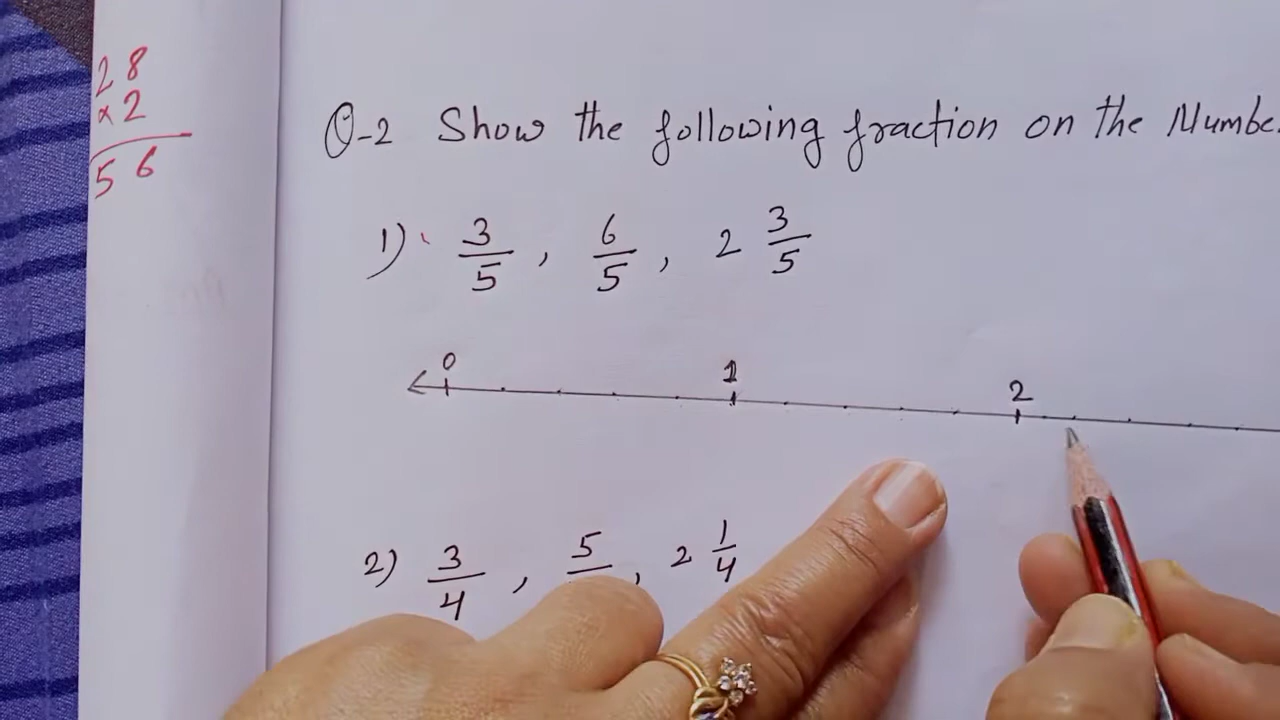 28
×2
56
Q-2 Show the following fraction on the Numbe
1) 3/5, 6/5, 2 3/5
0 1 2
2) 3/4, 5/, 2 1/4